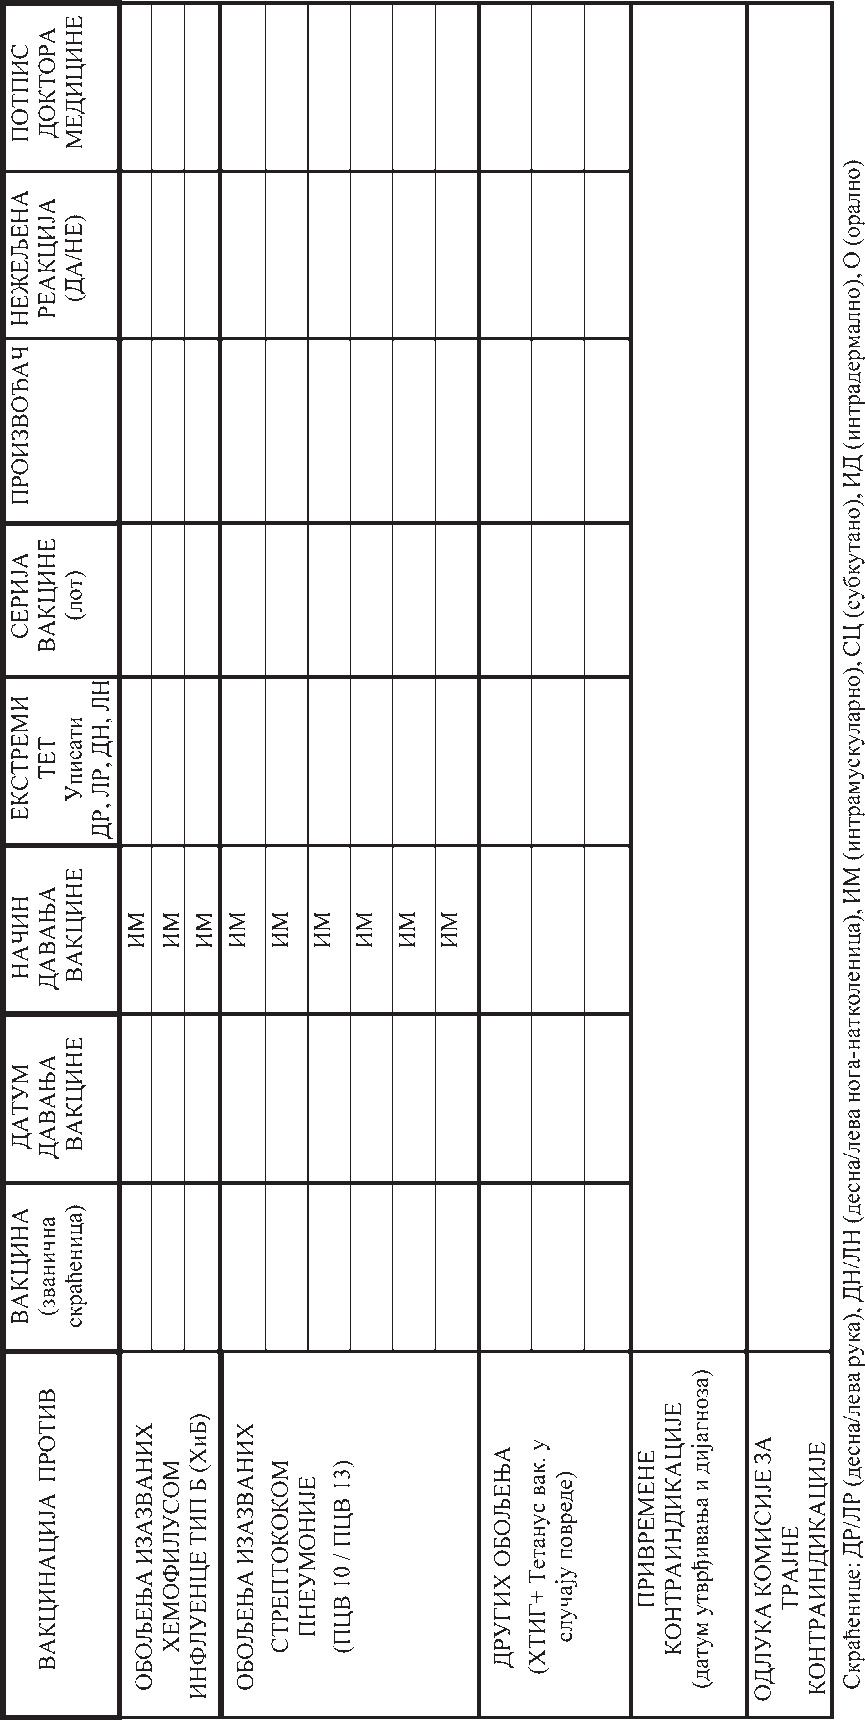 ВАКЦИНАЦИЈА ПРОТИВ
ВАКЦИНА
(званична
скраћеница)
ДАТУМ
ДАВАЊА
ВАКЦИНЕ
НАЧИН
ДАВАЊА
ВАКЦИНЕ
ЕКСТРЕМИ
ТЕТ
Уписати
ДР, ЛР, ДН, ЛН
СЕРИЈА
ВАКЦИНЕ
(лот)
ПРОИЗВОЂАЧ
НЕЖЕЉЕНА
РЕАКЦИЈА
(ДА/НЕ)
ПОТПИС
ДОКТОРА
МЕДИЦИНЕ
ОБОЉЕЊА ИЗАЗВАНИХ
ХЕМОФИЛУСОМ
ИНФЛУЕНЦЕ ТИП Б (ХиБ)
ИМ
ИМ
ИМ
ОБОЉЕЊА ИЗАЗВАНИХ
СТРЕПТОКОКОМ
ПНЕУМОНИЈЕ
(ПЦВ 10 / ПЦВ 13)
ИМ
ИМ
ИМ
ИМ
ИМ
ИМ
ДРУГИХ ОБОЉЕЊА
(ХТИГ+ Тетанус вак. у
случају повреде)
ПРИВРЕМЕНЕ
КОНТРАИНДИКАЦИЈЕ
(датум утврђивања и дијагноза)
ОДЛУКА КОМИСИЈЕ ЗА
ТРАЈНЕ
КОНТРАИНДИКАЦИЈЕ
Скраћенице: ДР/ЛР (десна/лева рука), ДН/ЛН (десна/лева нога-натколеница), ИМ (интрамускуларно), СЦ (субкутано), ИД (интрадермално), О (орално)